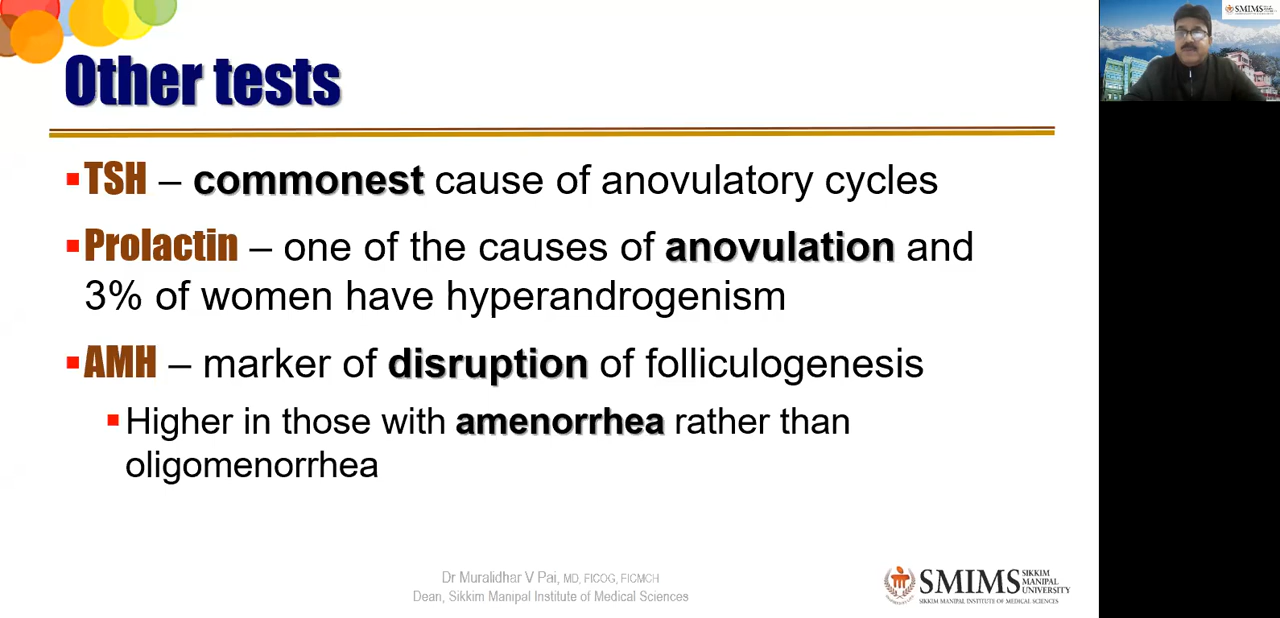 Other tests
TSH – commonest cause of anovulatory cycles
Prolactin – one of the causes of anovulation and
3% of women have hyperandrogenism
AMH – marker of disruption of folliculogenesis
Higher in those with amenorrhea rather than
oligomenorrhea
Dr Muralidhar V Pai, MD, FICOG, FICMCH
Dean, Sikkim Manipal Institute of Medical Sciences
SMIMS
SIKKIM
MANIPAL
UNIVERSITY
SIKKIM MANIPAL INSTITUTE OF MEDICAL SCIENCES
SMIMS